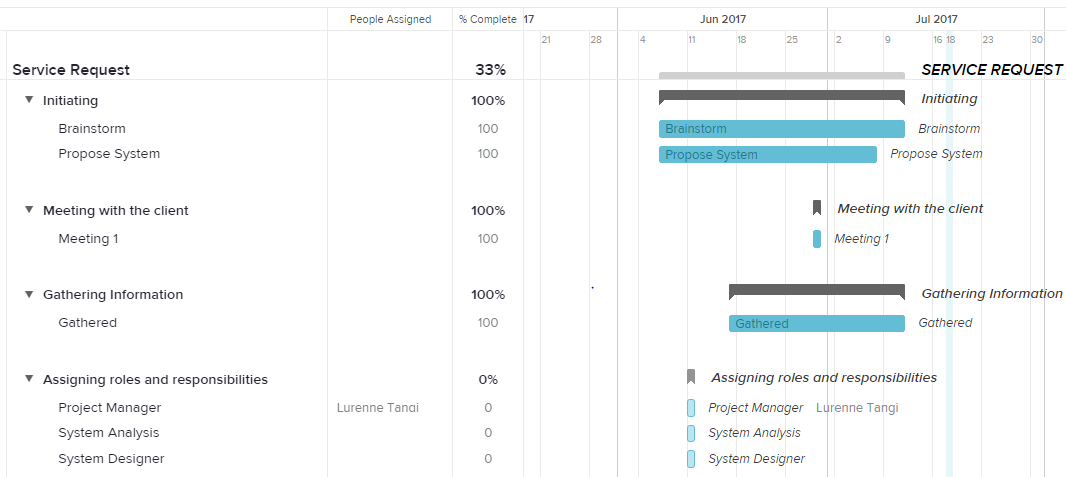 People Assigned % Complete 17 Jun 2017 Jul 2017
21 28 4 11 18 25 2 9 16 18 23 30
Service Request 33% SERVICE REQUEST
Initiating 100% Initiating
Brainstorm 100 Brainstorm Brainstorm
Propose System 100 Propose System Propose System
Meeting with the client 100% Meeting with the client
Meeting 1 100 Meeting 1
Gathering Information 100% Gathering Information
Gathered 100 Gathered Gathered
Assigning roles and responsibilities 0% Assigning roles and responsibilities
Project Manager Lurenne Tangi 0 Project Manager Lurenne Tangi
System Analysis 0 System Analysis
System Designer 0 System Designer